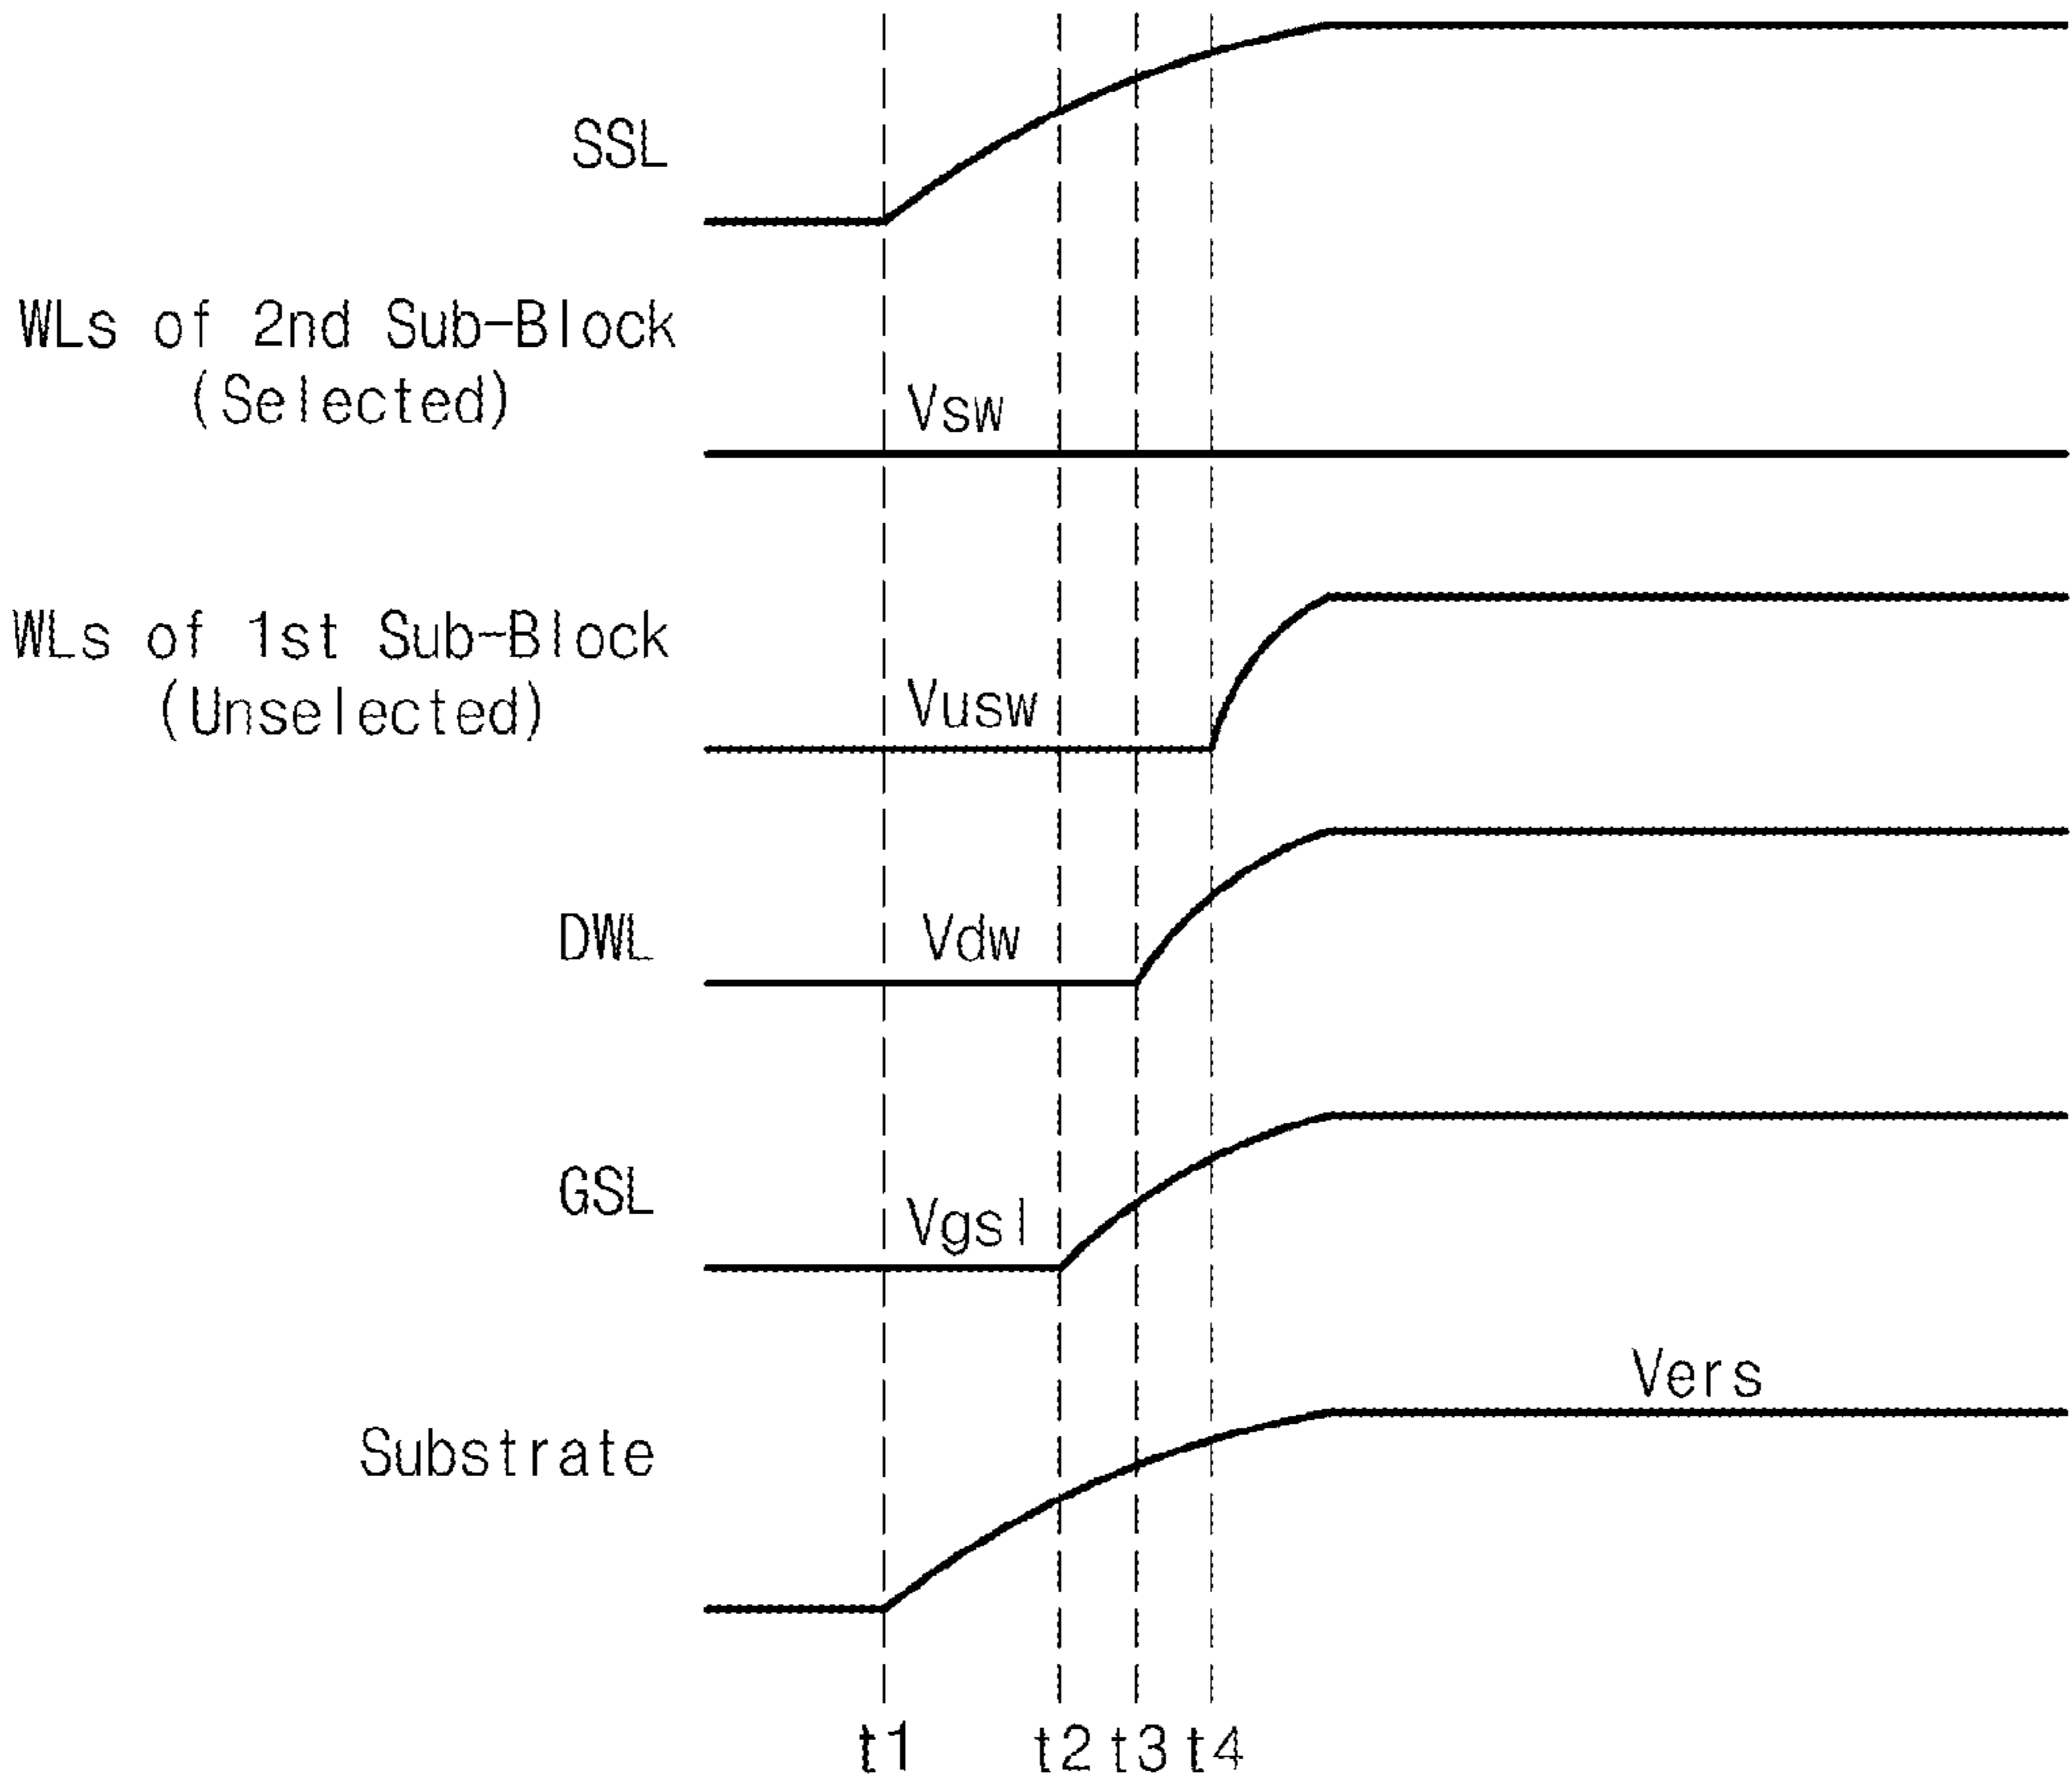 SSL
WLs of 2nd Sub-Block
(Selected)
Vsw
WLs of 1st Sub-Block
(Unselected)
Vusw
DWL
Vdw
GSL
Vgsl
Vers
Substrate
t1 t2 t3 t4